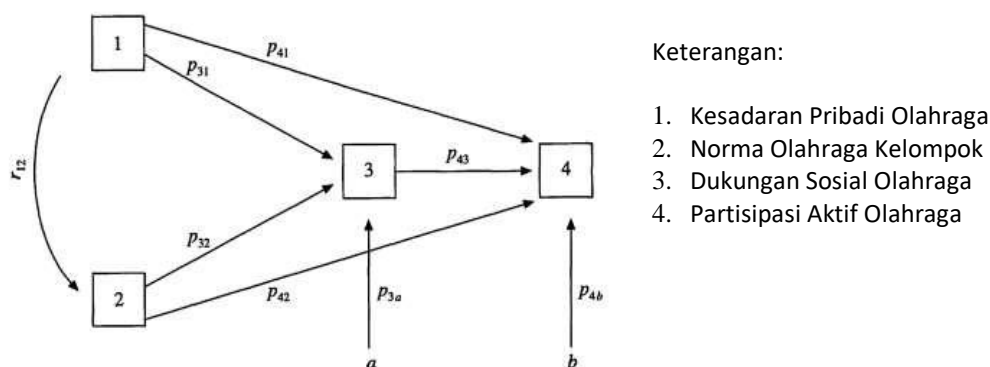 1
p41
p31
r12
3
p43
4
p32
2
p42
p3a
p4b
a
b
Keterangan:
1. Kesadaran Pribadi Olahraga
2. Norma Olahraga Kelompok
3. Dukungan Sosial Olahraga
4. Partisipasi Aktif Olahraga